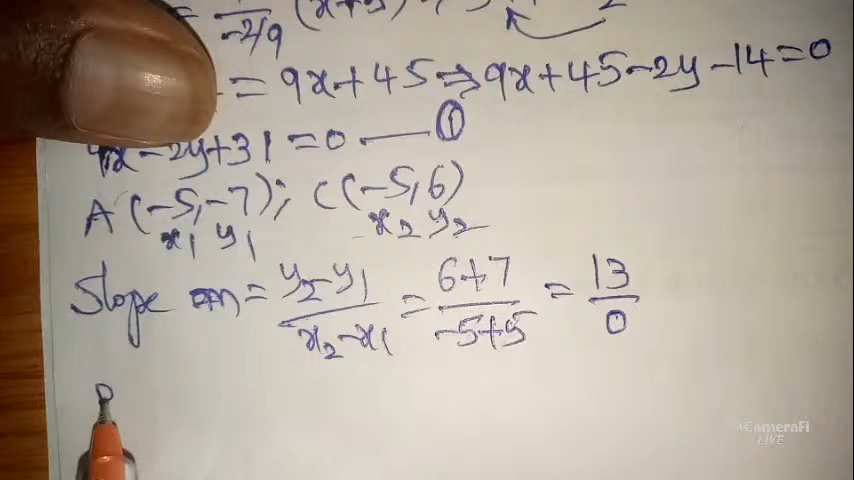 -2/9 (x+5)
= 9x+45 ⇒ 9x+45-2y-14=0
9x-2y+31=0 —— ①
A(-5,-7); C(-5,6)
x₁ y₁ x₂ y₂
Slope m = y₂-y₁/x₂-x₁ = 6+7/-5+5 = 13/0
CameraFi
LIVE